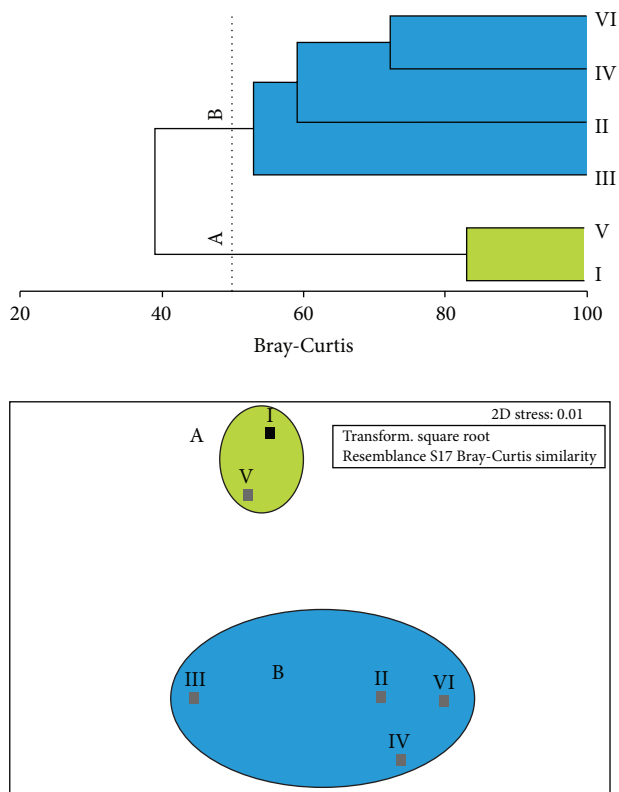 VI
IV
B
II
III
A
V
I
20 40 60 80 100
Bray-Curtis
2D stress: 0.01
I
A
Transform. square root
Resemblance S17 Bray-Curtis similarity
V
B
III
II
VI
IV